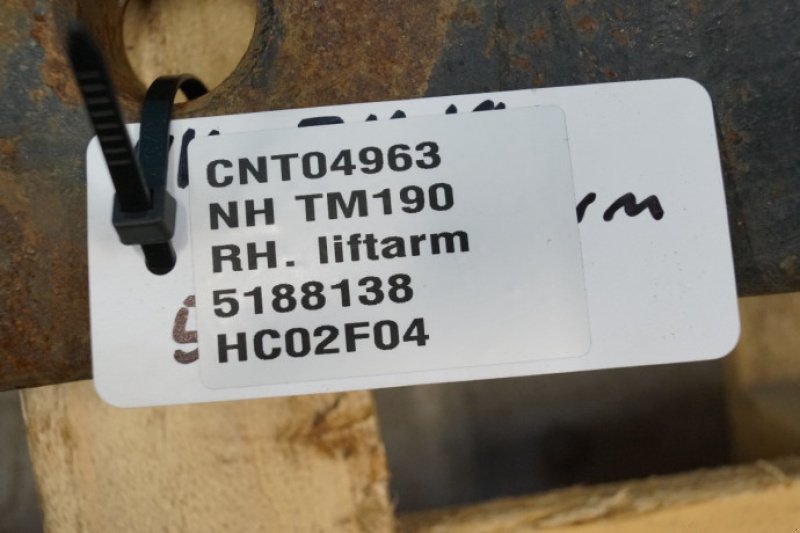 CNT04963
NH TM190
RH. liftarm
5188138
HC02F04